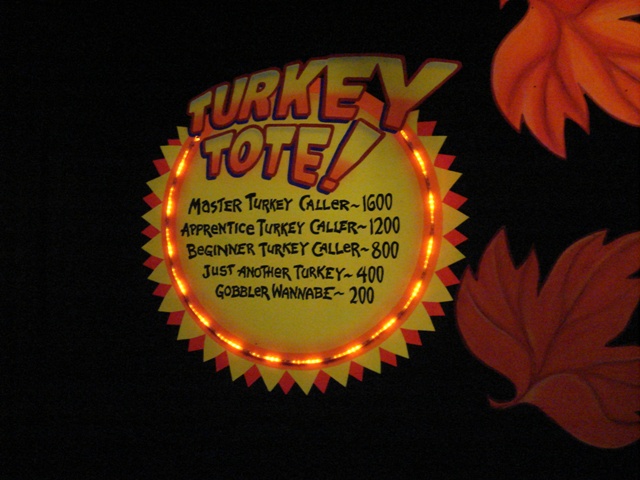 TURKEY
TOTE!
MASTER TURKEY CALLER~1600
APPRENTICE TURKEY CALLER~1200
BEGINNER TURKEY CALLER~800
JUST ANOTHER TURKEY~ 400
GOBBLER WANNABE~ 200